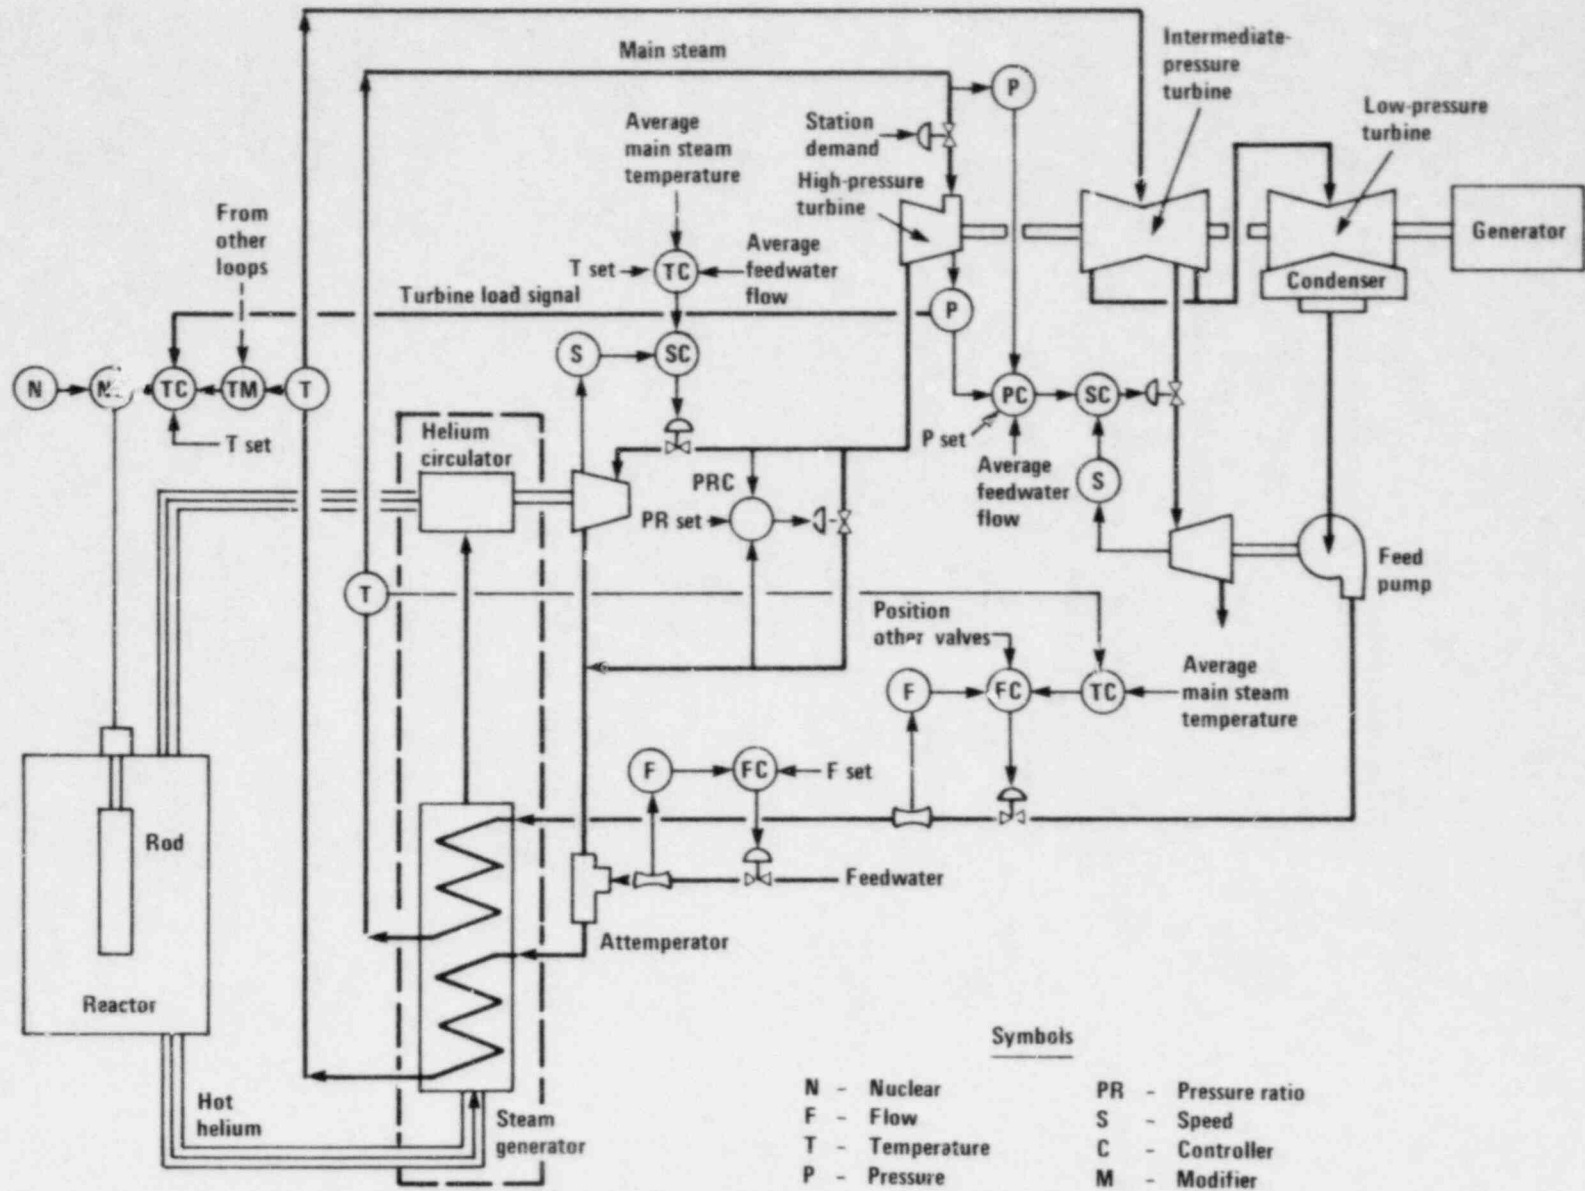 Main steam
Intermediate-
pressure
turbine
Low-pressure
turbine
P
Station
demand
High-pressure
turbine
Average
main steam
temperature
From
other
loops
T set
TC
Average
feedwater
flow
Turbine load signal
P
Generator
Condenser
S
SC
N
TC
TM
T
T set
PC
SC
P set
Average
feedwater
flow
S
Helium
circulator
PRC
PR set
Feed
pump
T
Position
other valves
F
FC
TC
Average
main steam
temperature
F
FC
F set
Rod
Feedwater
Attemperator
Reactor
Hot
helium
Steam
generator
Symbols
N - Nuclear
F - Flow
T - Temperature
P - Pressure
PR - Pressure ratio
S - Speed
C - Controller
M - Modifier